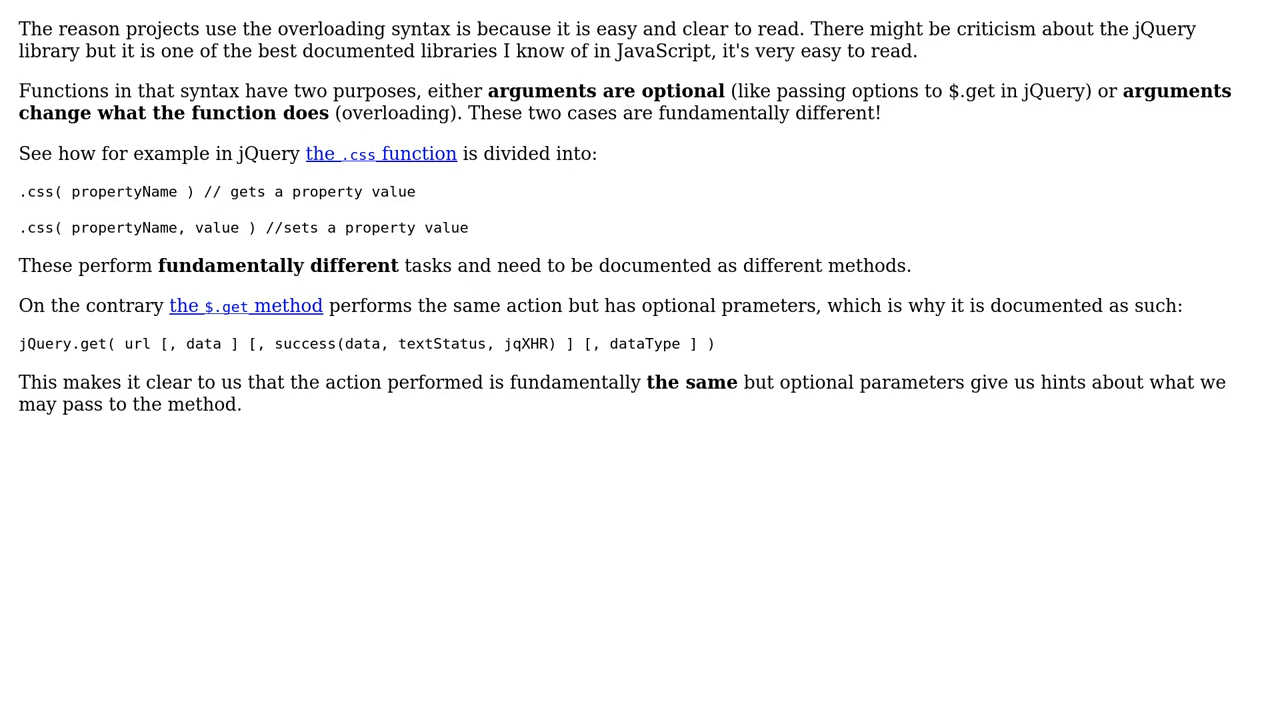 The reason projects use the overloading syntax is because it is easy and clear to read. There might be criticism about the jQuery
library but it is one of the best documented libraries I know of in JavaScript, it's very easy to read.
Functions in that syntax have two purposes, either arguments are optional (like passing options to $.get in jQuery) or arguments
change what the function does (overloading). These two cases are fundamentally different!
See how for example in jQuery the .css function is divided into:
.css( propertyName ) // gets a property value
.css( propertyName, value ) //sets a property value
These perform fundamentally different tasks and need to be documented as different methods.
On the contrary the $.get method performs the same action but has optional prameters, which is why it is documented as such:
jQuery.get( url [, data ] [, success(data, textStatus, jqXHR) ] [, dataType ] )
This makes it clear to us that the action performed is fundamentally the same but optional parameters give us hints about what we
may pass to the method.